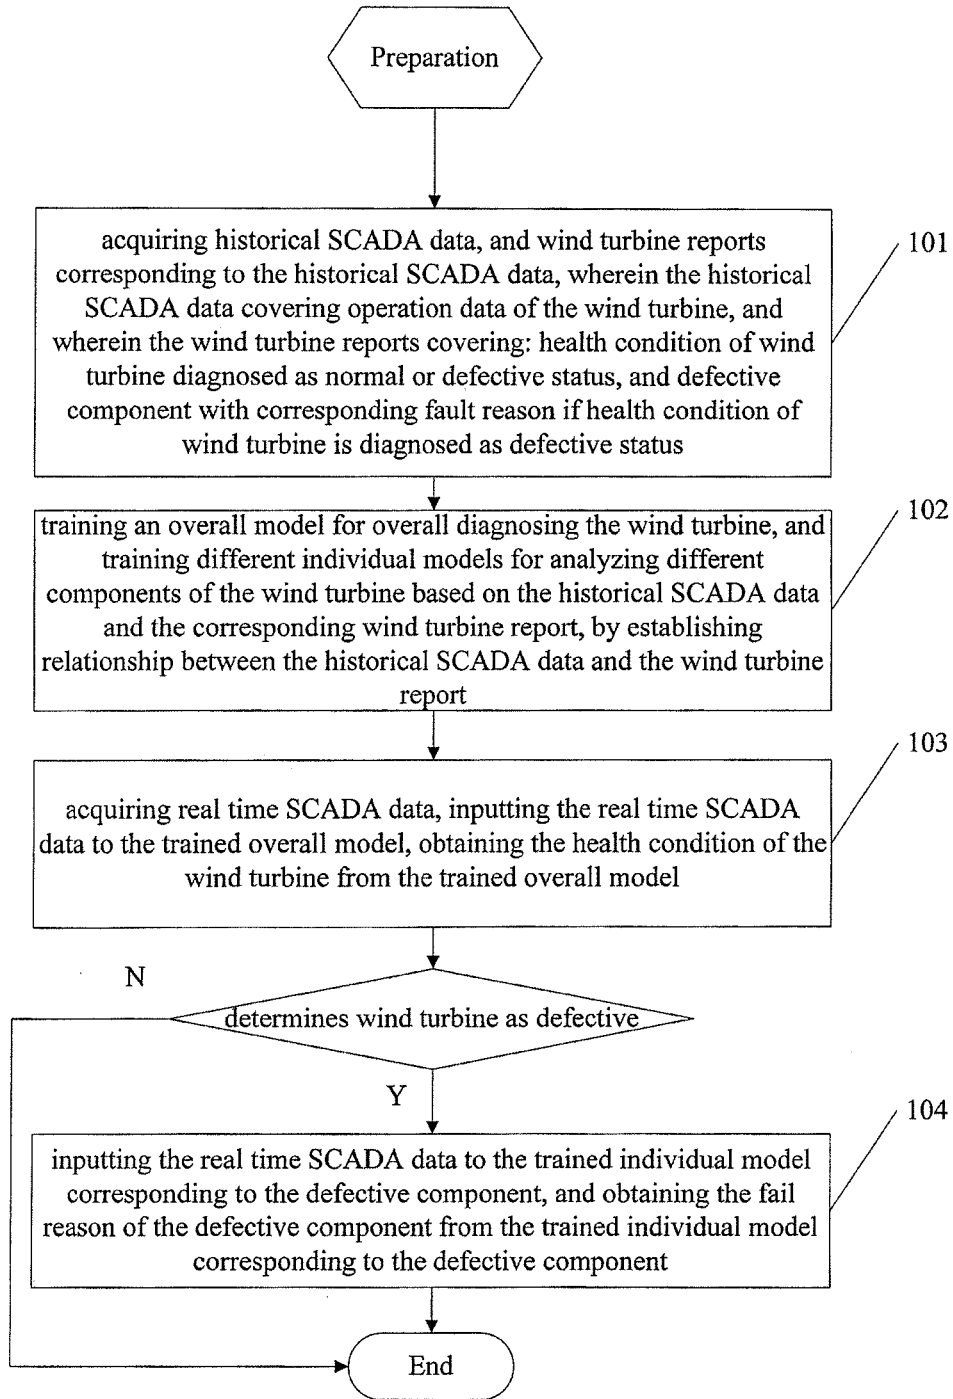 Preparation
acquiring historical SCADA data, and wind turbine reports
corresponding to the historical SCADA data, wherein the historical
SCADA data covering operation data of the wind turbine, and
wherein the wind turbine reports covering: health condition of wind
turbine diagnosed as normal or defective status, and defective
component with corresponding fault reason if health condition of
wind turbine is diagnosed as defective status
101
training an overall model for overall diagnosing the wind turbine, and
training different individual models for analyzing different
components of the wind turbine based on the historical SCADA data
and the corresponding wind turbine report, by establishing
relationship between the historical SCADA data and the wind turbine
report
102
acquiring real time SCADA data, inputting the real time SCADA
data to the trained overall model, obtaining the health condition of the
wind turbine from the trained overall model
103
N
determines wind turbine as defective
Y
inputting the real time SCADA data to the trained individual model
corresponding to the defective component, and obtaining the fail
reason of the defective component from the trained individual model
corresponding to the defective component
104
End